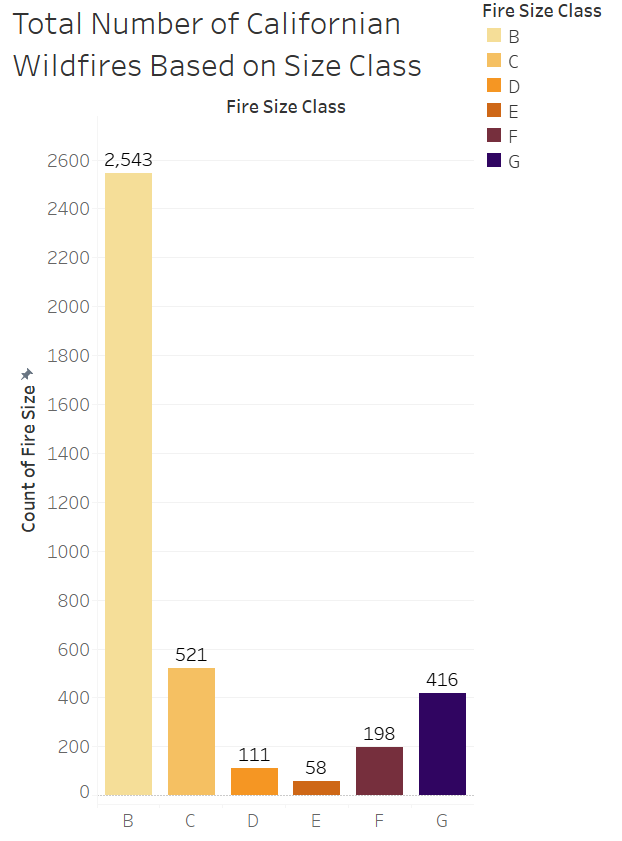 Total Number of Californian
Wildfires Based on Size Class
Fire Size Class
B
C
D
E
F
G
Fire Size Class
Count of Fire Size
2600
2400
2200
2000
1800
1600
1400
1200
1000
800
600
400
200
0
2,543
521
111
58
198
416
B C D E F G